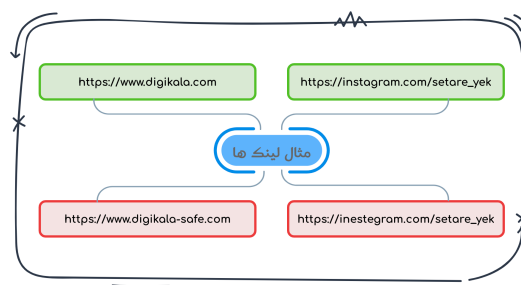 https://www.digikala.com
https://instagram.com/setare_yek
مثال لینک ها
https://www.digikala-safe.com
https://inestegram.com/setare_yek